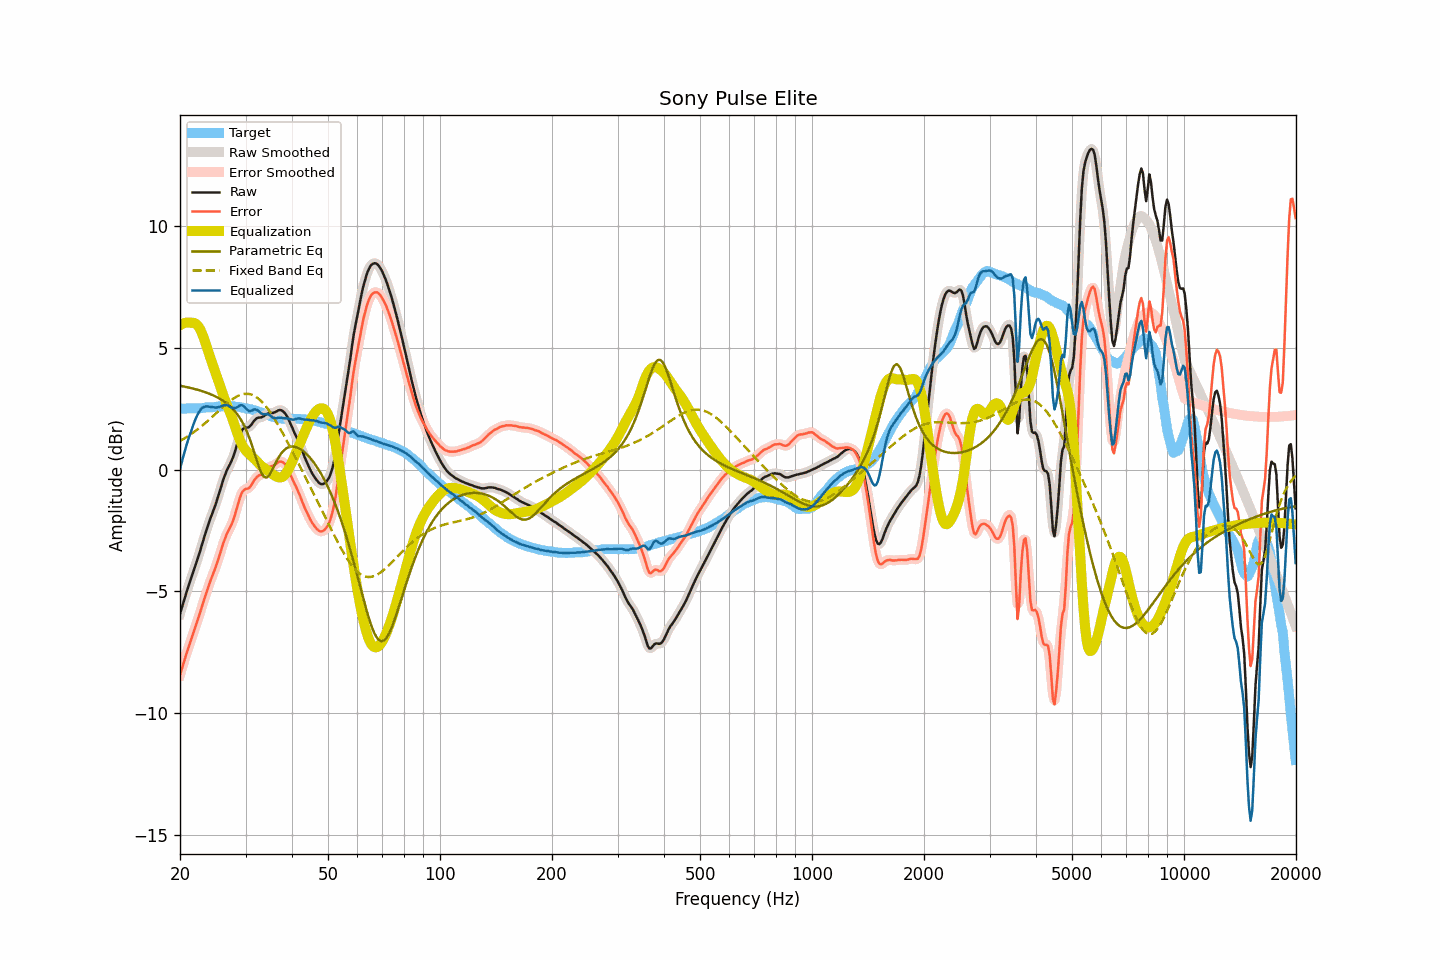 Sony Pulse Elite
Target
Raw Smoothed
Error Smoothed
Raw
Error
Equalization
Parametric Eq
Fixed Band Eq
Equalized
10
5
0
−5
−10
−15
Amplitude (dBr)
20 50 100 200 500 1000 2000 5000 10000 20000
Frequency (Hz)